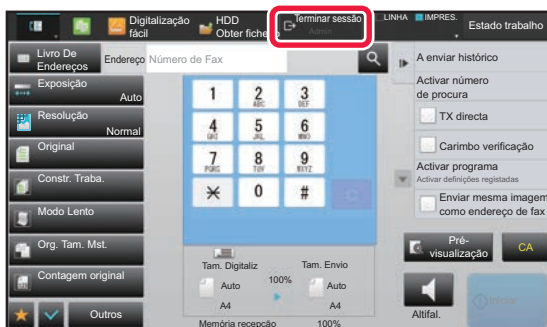 Digitalização
fácil
HDD
Obter fiche
Terminar sessão
Admin
LINHA
IMPRES.
Estado trabalho
Livro De
Endereços
Endereço
Número de Fax
A enviar histórico
Exposição
Auto
Activar número
de procura
Resolução
Normal
TX directa
Original
Carimbo verificação
Constr. Traba.
Activar programa
Activar definições registadas
Modo Lento
Enviar mesma imagem
como endereço de fax
Org. Tam. Mst.
Contagem original
Outros
1
2
ABC
3
DEF
4
GHI
5
JKL
6
MNO
7
PQRS
8
TUV
9
WXYZ
0
#
C
Tam. Digitaliz
Tam. Envio
Auto
100%
Auto
A4
A4
Memória recepção
100%
Pré-
visualização
CA
Altifal.
Iniciar